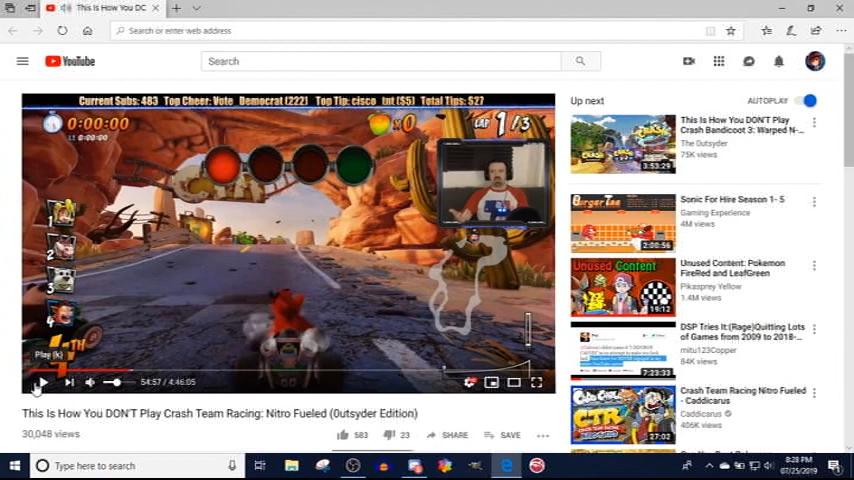 This Is How You DC
Search or enter web address
YouTube
Search
Current Subs: 483 Top Cheer: Vote_Democrat (222) Top Tip: cisco_tnt ($5) Total Tips: $27
0:00:00
L1 0:00:00
x0
LAP 1/3
1
2
3
4
4TH
Play (k)
54:57 / 4:46:05
This Is How You DON'T Play Crash Team Racing: Nitro Fueled (0utsyder Edition)
30,048 views
583
23
SHARE
SAVE
Up next
AUTOPLAY
This Is How You DON'T Play
Crash Bandicoot 3: Warped N-...
The 0utsyder
75K views
3:53:29
Sonic For Hire Season 1- 5
Gaming Experience
4M views
2:00:56
Unused Content
Unused Content: Pokemon
FireRed and LeafGreen
Pikasprey Yellow
1.4M views
19:12
DSP Tries It:(Rage)Quitting Lots
of Games from 2009 to 2018-...
mitu123Copper
84K views
7:23:33
Crash Team Racing Nitro Fueled
- Caddicarus
Caddicarus
406K views
CTR
27:02
Type here to search
8:28 PM
07/25/2019